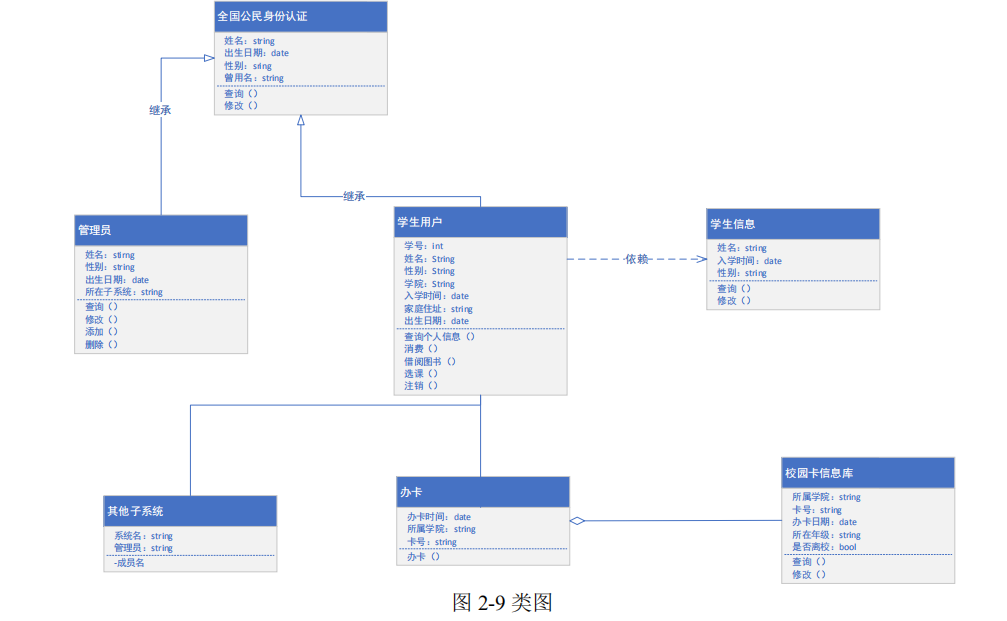 全国公民身份认证
姓名：string
出生日期：date
性别：sring
曾用名：string
查询（）
修改（）
继承
继承
管理员
姓名：stirng
性别：string
出生日期：date
所在子系统：string
查询（）
修改（）
添加（）
删除（）
学生用户
学号：int
姓名：String
性别：String
学院：String
入学时间：date
家庭住址：string
出生日期：date
查询个人信息（）
消费（）
借阅图书（）
选课（）
注销（）
依赖
学生信息
姓名：string
入学时间：date
性别：string
查询（）
修改（）
其他子系统
系统名：string
管理员：string
-成员名
办卡
办卡时间：date
所属学院：string
卡号：string
办卡（）
校园卡信息库
所属学院：string
卡号：string
办卡日期：date
所在年级：string
是否离校：bool
查询（）
修改（）
图 2-9 类图